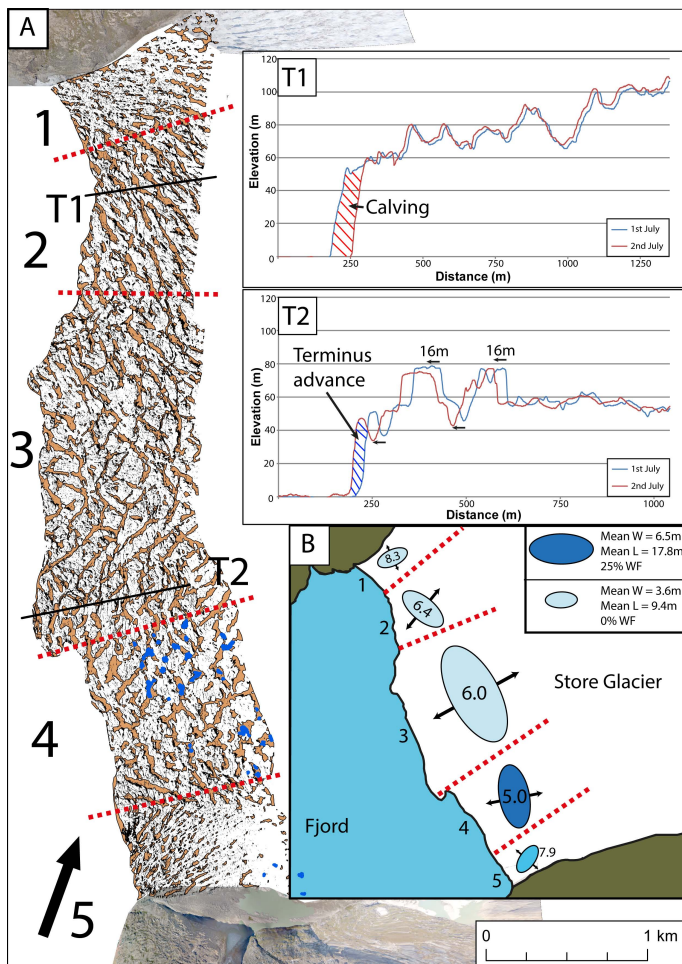 A
1
T1
2
3
T2
4
5
T1
120
100
80
60
40
20
0
Elevation (m)
Calving
1st July
2nd July
250
500
750
1000
1250
Distance (m)
T2
120
100
80
60
40
20
0
Elevation (m)
Terminus
advance
16m
16m
1st July
2nd July
250
500
750
1000
Distance (m)
B
Mean W = 6.5m
Mean L = 17.8m
25% WF
Mean W = 3.6m
Mean L = 9.4m
0% WF
8.3
1
6.4
2
6.0
Store Glacier
3
5.0
4
Fjord
7.9
5
0
1 km